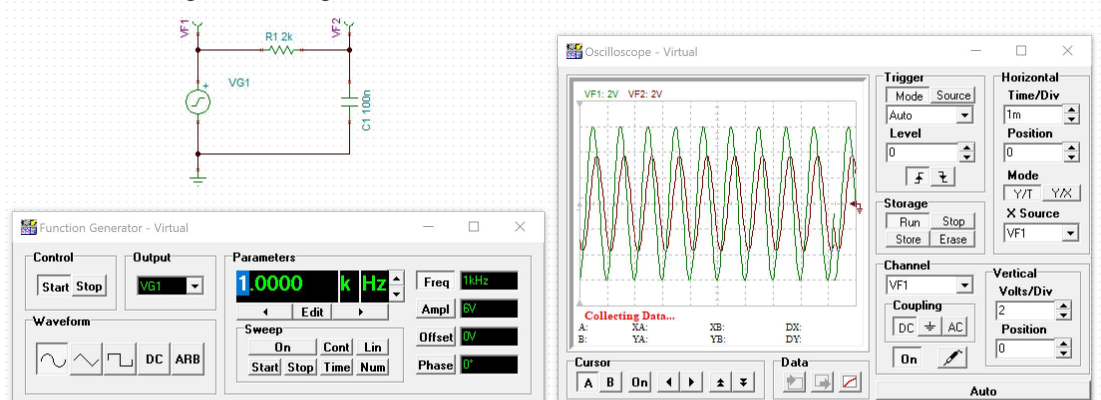 VF1
VF2
R1 2k
VG1
+
C1 100n
Function Generator - Virtual
Control
Start Stop
Output
VG1
Parameters
1.0000 k Hz
Edit
Sweep
On Cont Lin
Start Stop Time Num
Freq 1kHz
Ampl 6V
Offset 0V
Phase 0°
Waveform
DC ARB
Oscilloscope - Virtual
VF1: 2V VF2: 2V
Collecting Data...
A: XA: XB: DX:
B: YA: YB: DY:
Cursor
A B On
Data
Trigger
Mode Source
Auto
Level
0
Storage
Run Stop
Store Erase
Channel
VF1
Coupling
DC AC
On
Horizontal
Time/Div
1m
Position
0
Mode
Y/T Y/X
X Source
VF1
Vertical
Volts/Div
2
Position
0
Auto